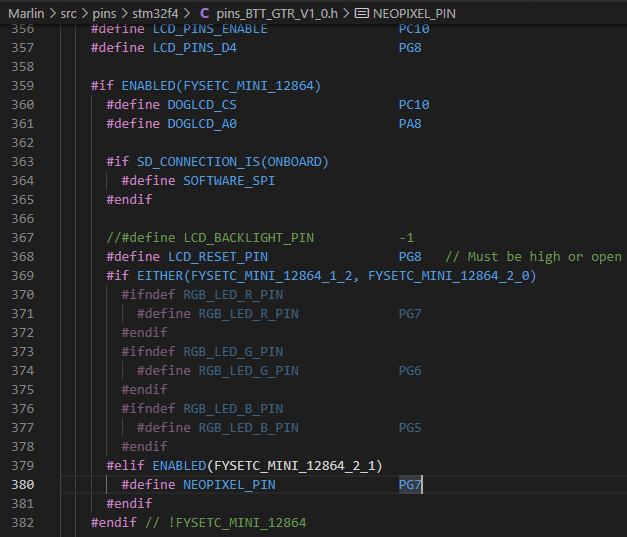 Marlin > src > pins > stm32f4 > C pins_BTT_GTR_V1_0.h > NEOPIXEL_PIN
356 #define LCD_PINS_ENABLE PC10
357 #define LCD_PINS_D4 PG8
358
359 #if ENABLED(FYSETC_MINI_12864)
360 #define DOGLCD_CS PC10
361 #define DOGLCD_A0 PA8
362
363 #if SD_CONNECTION_IS(ONBOARD)
364 #define SOFTWARE_SPI
365 #endif
366
367 //#define LCD_BACKLIGHT_PIN -1
368 #define LCD_RESET_PIN PG8 // Must be high or open
369 #if EITHER(FYSETC_MINI_12864_1_2, FYSETC_MINI_12864_2_0)
370 #ifndef RGB_LED_R_PIN
371 #define RGB_LED_R_PIN PG7
372 #endif
373 #ifndef RGB_LED_G_PIN
374 #define RGB_LED_G_PIN PG6
375 #endif
376 #ifndef RGB_LED_B_PIN
377 #define RGB_LED_B_PIN PG5
378 #endif
379 #elif ENABLED(FYSETC_MINI_12864_2_1)
380 #define NEOPIXEL_PIN PG7
381 #endif
382 #endif // !FYSETC_MINI_12864